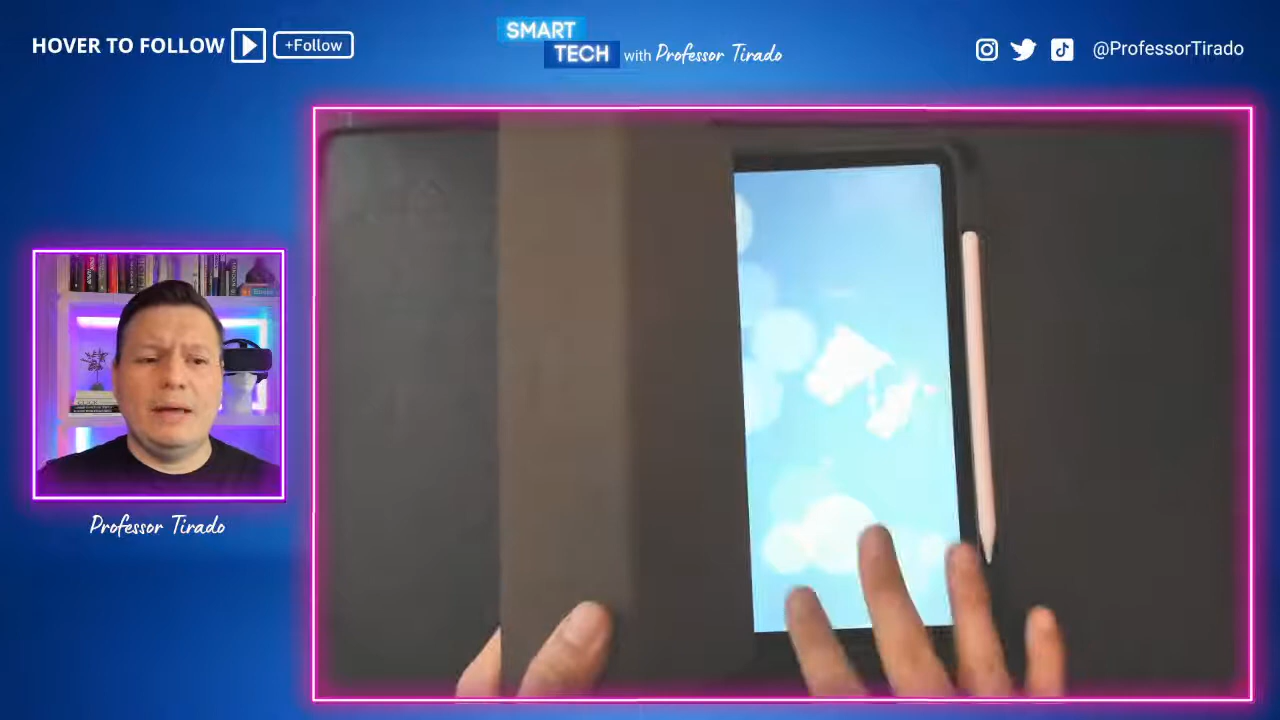 HOVER TO FOLLOW
+Follow
SMART
TECH with Professor Tirado
@ProfessorTirado
Professor Tirado